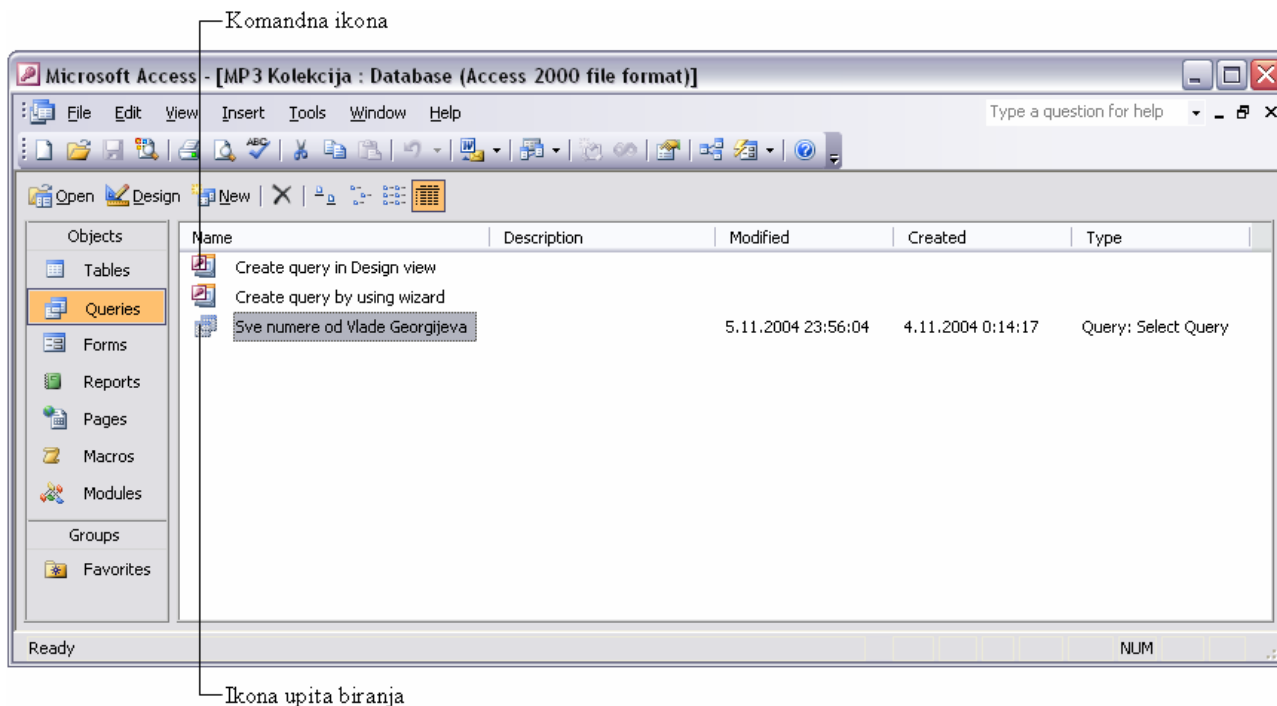 Komandna ikona
Microsoft Access - [MP3 Kolekcija : Database (Access 2000 file format)]
File Edit View Insert Tools Window Help Type a question for help
Open Design New
Objects Name Description Modified Created Type
Tables Create query in Design view
Create query by using wizard
Queries
Sve numere od Vlade Georgijeva 5.11.2004 23:56:04 4.11.2004 0:14:17 Query: Select Query
Forms
Reports
Pages
Macros
Modules
Groups
Favorites
Ready NUM
Ikona upita biranja